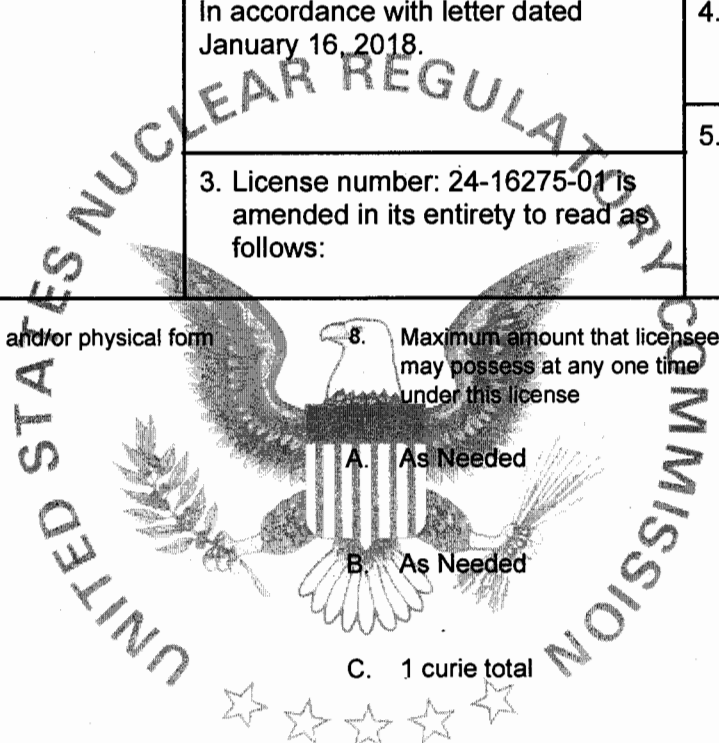 In accordance with letter dated
January 16, 2018.
4.
5.
3. License number: 24-16275-01 is
amended in its entirety to read as
follows:
and/or physical form
8. Maximum amount that licensee
may possess at any one time
under this license
A. As Needed
B. As Needed
C. 1 curie total
UNITED STATES NUCLEAR REGULATORY COMMISSION